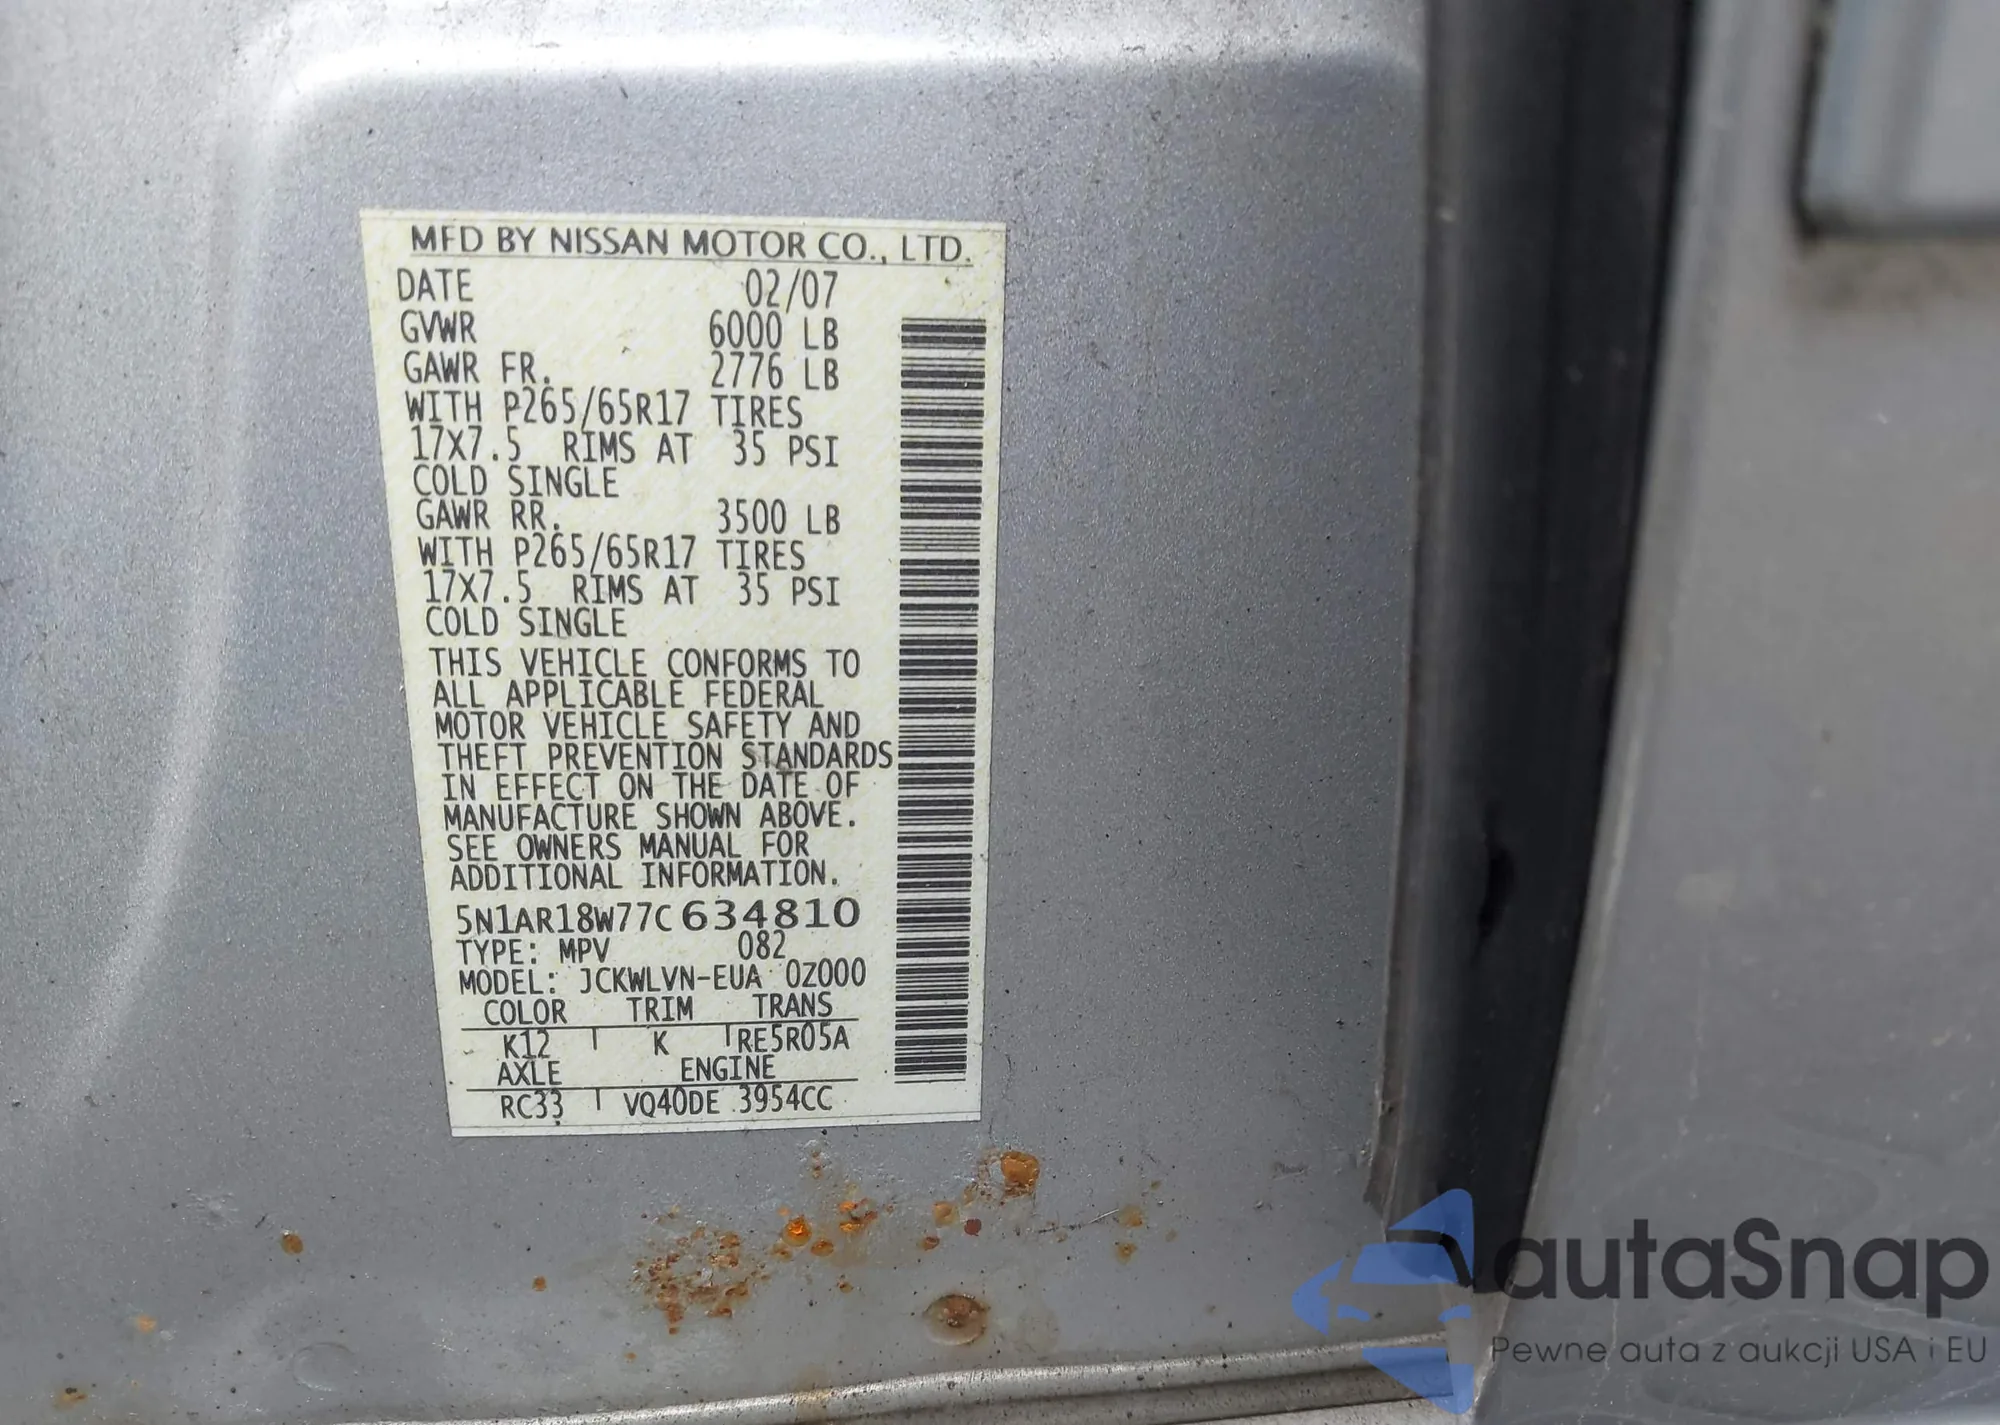 MFD BY NISSAN MOTOR CO., LTD.
DATE 02/07
GVWR 6000 LB
GAWR FR. 2776 LB
WITH P265/65R17 TIRES
17X7.5 RIMS AT 35 PSI
COLD SINGLE
GAWR RR. 3500 LB
WITH P265/65R17 TIRES
17X7.5 RIMS AT 35 PSI
COLD SINGLE
THIS VEHICLE CONFORMS TO
ALL APPLICABLE FEDERAL
MOTOR VEHICLE SAFETY AND
THEFT PREVENTION STANDARDS
IN EFFECT ON THE DATE OF
MANUFACTURE SHOWN ABOVE.
SEE OWNERS MANUAL FOR
ADDITIONAL INFORMATION.
5N1AR18W77C634810
TYPE: MPV 082
MODEL: JCKWLVN-EUA 0Z000
COLOR TRIM TRANS
K12 K RE5R05A
AXLE ENGINE
RC33 VQ40DE 3954CC
autaSnap
Pewne auta z aukcji USA i EU